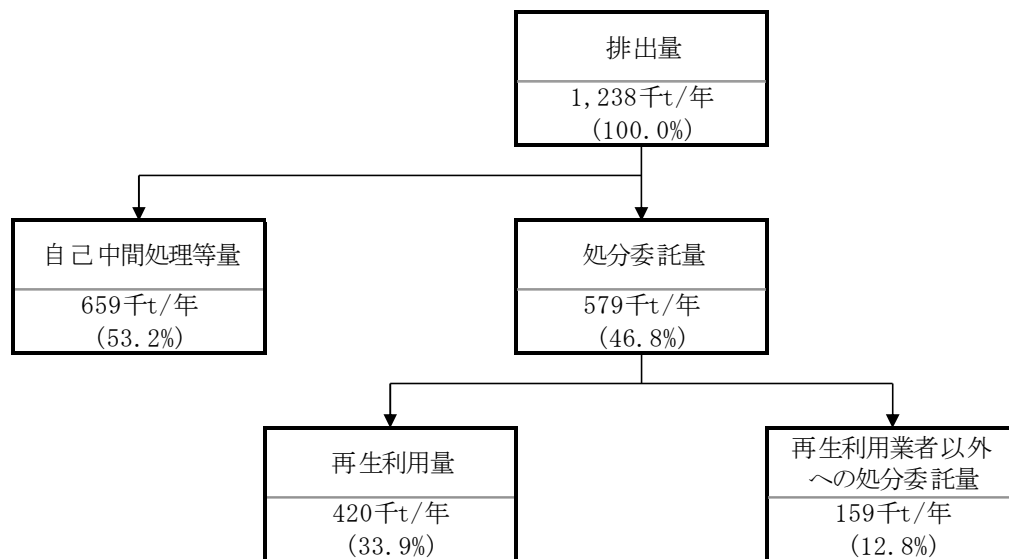 排出量
1,238千t/年
(100.0%)
自己中間処理等量
659千t/年
(53.2%)
処分委託量
579千t/年
(46.8%)
再生利用量
420千t/年
(33.9%)
再生利用業者以外
への処分委託量
159千t/年
(12.8%)